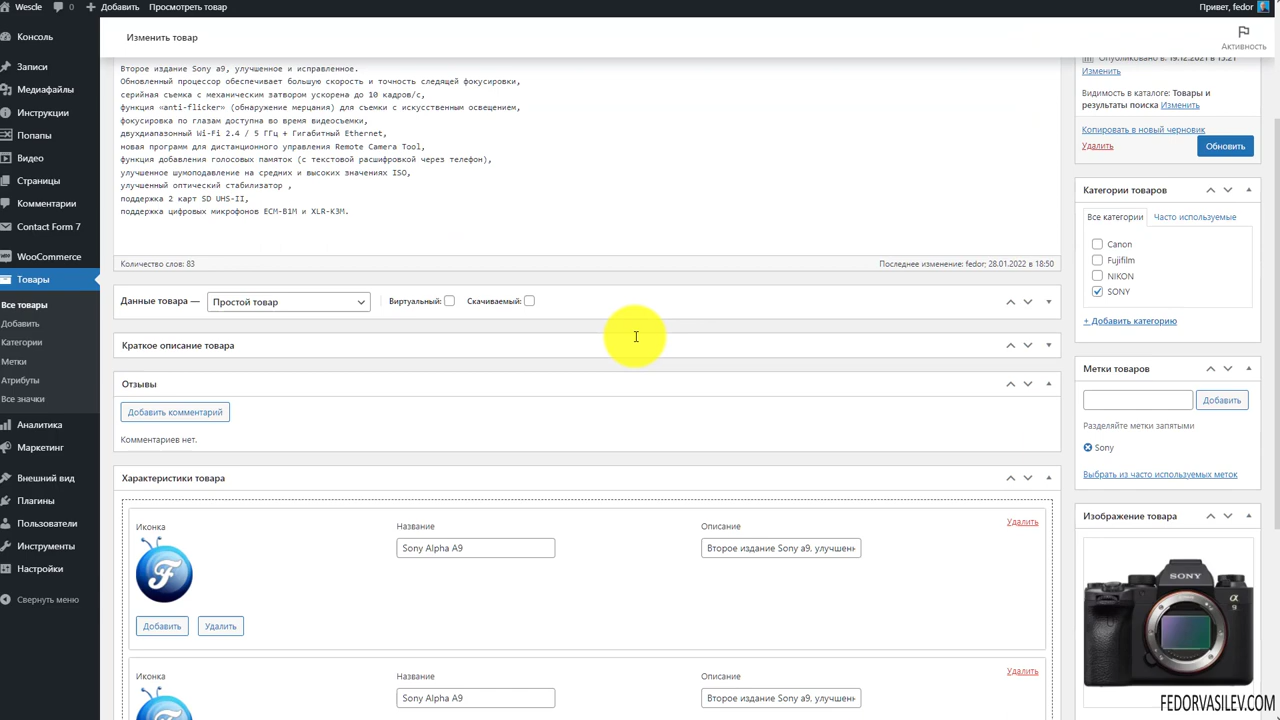 Wescle 0 Добавить Просмотреть товар Привет, fedor
Консоль
Записи
Медиафайлы
Инструкции
Попапы
Видео
Страницы
Комментарии
Contact Form 7
WooCommerce
Товары
Все товары
Добавить
Категории
Метки
Атрибуты
Все значки
Аналитика
Маркетинг
Внешний вид
Плагины
Пользователи
Инструменты
Настройки
Свернуть меню
Изменить товар
Активность
Второе издание Sony a9, улучшенное и исправленное.
Обновленный процессор обеспечивает большую скорость и точность следящей фокусировки,
серийная съемка с механическим затвором ускорена до 10 кадров/с,
функция «anti-flicker» (обнаружение мерцания) для съемки с искусственным освещением,
фокусировка по глазам доступна во время видеосъемки,
двухдиапазонный Wi-Fi 2.4 / 5 ГГц + Гигабитный Ethernet,
новая программ для дистанционного управления Remote Camera Tool,
функция добавления голосовых памяток (с текстовой расшифровкой через телефон),
улучшенное шумоподавление на средних и высоких значениях ISO,
улучшенный оптический стабилизатор ,
поддержка 2 карт SD UHS-II,
поддержка цифровых микрофонов ECM-B1M и XLR-K3M.
Количество слов: 83 Последнее изменение: fedor; 28.01.2022 в 18:50
Данные товара — Простой товар Виртуальный: Скачиваемый:
Краткое описание товара
Отзывы
Добавить комментарий
Комментариев нет.
Характеристики товара
Удалить
Иконка Название Описание
Sony Alpha A9 Второе издание Sony a9, улучшен
Добавить Удалить
Удалить
Иконка Название Описание
Sony Alpha A9 Второе издание Sony a9, улучшен
Опубликовано в: 19.12.2021 в 15:21
Изменить
Видимость в каталоге: Товары и
результаты поиска Изменить
Копировать в новый черновик
Удалить Обновить
Категории товаров
Все категории Часто используемые
Canon
Fujifilm
NIKON
SONY
+ Добавить категорию
Метки товаров
Добавить
Разделяйте метки запятыми
Sony
Выбрать из часто используемых меток
Изображение товара
SONY
α
9
FEDORVASILEV.COM